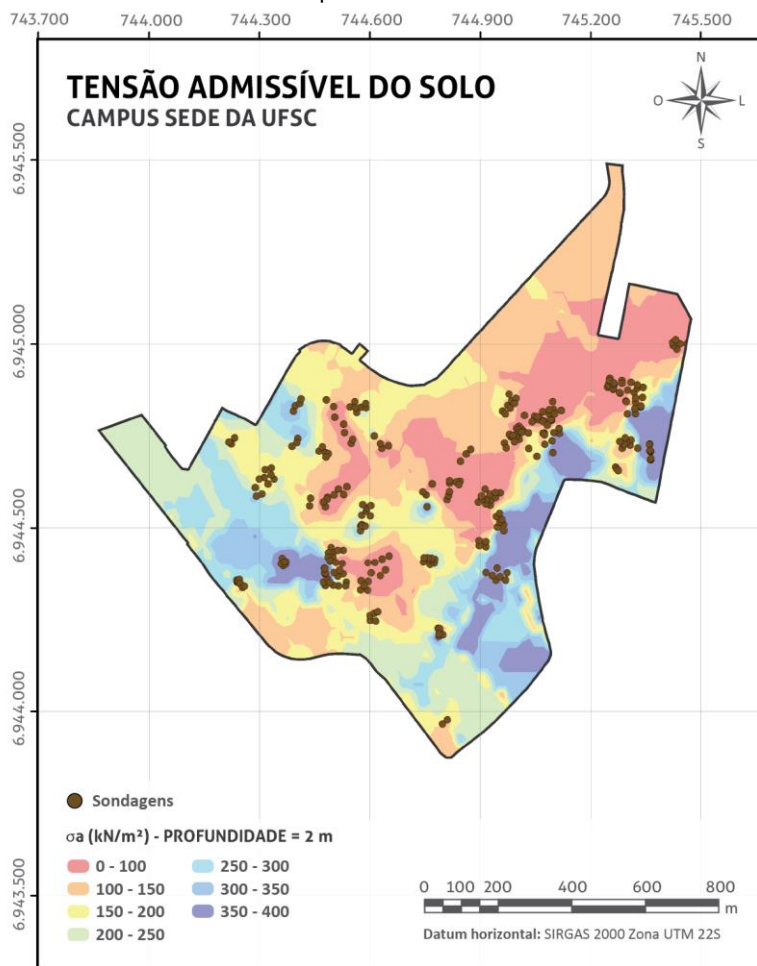 743.700 744.000 744.300 744.600 744.900 745.200 745.500
TENSÃO ADMISSÍVEL DO SOLO
CAMPUS SEDE DA UFSC
N
O L
S
6.945.500
6.945.000
6.944.500
6.944.000
6.943.500
Sondagens
σa (kN/m²) - PROFUNDIDADE = 2 m
0 - 100
100 - 150
150 - 200
200 - 250
250 - 300
300 - 350
350 - 400
0 100 200 400 600 800
m
Datum horizontal: SIRGAS 2000 Zona UTM 22S